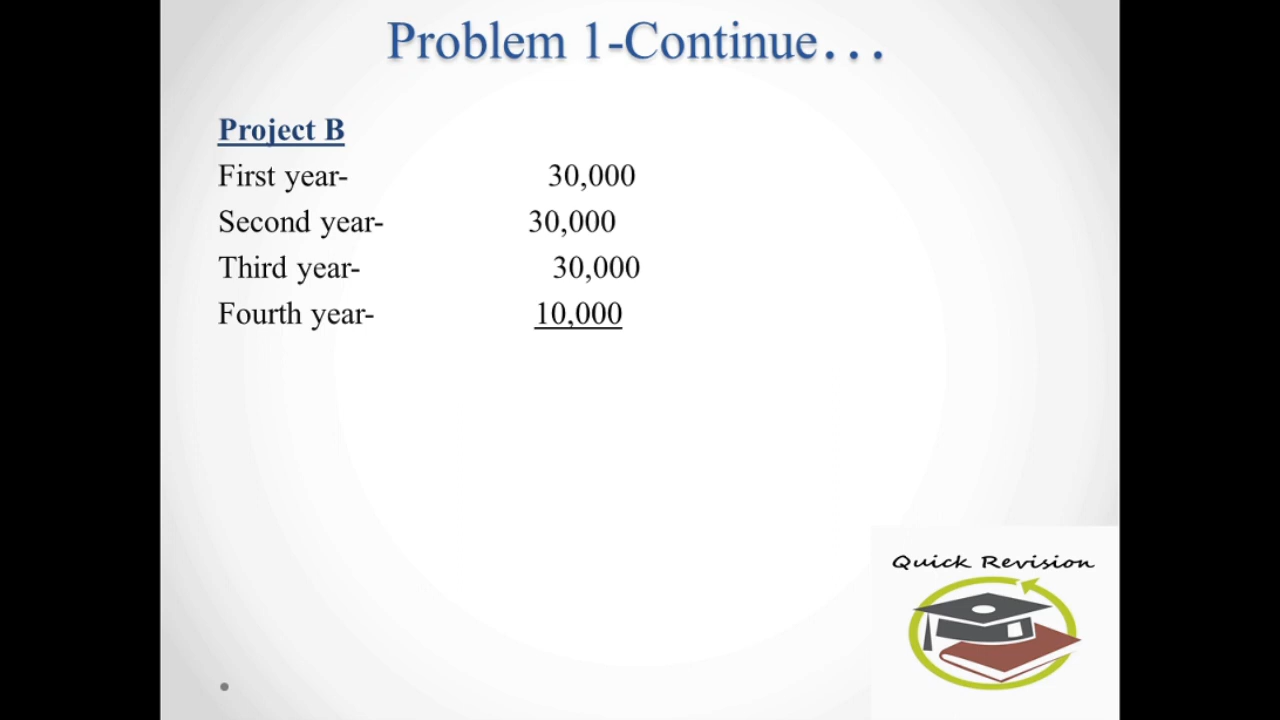 Problem 1-Continue...
Project B
First year- 30,000
Second year- 30,000
Third year- 30,000
Fourth year- 10,000
Quick Revision